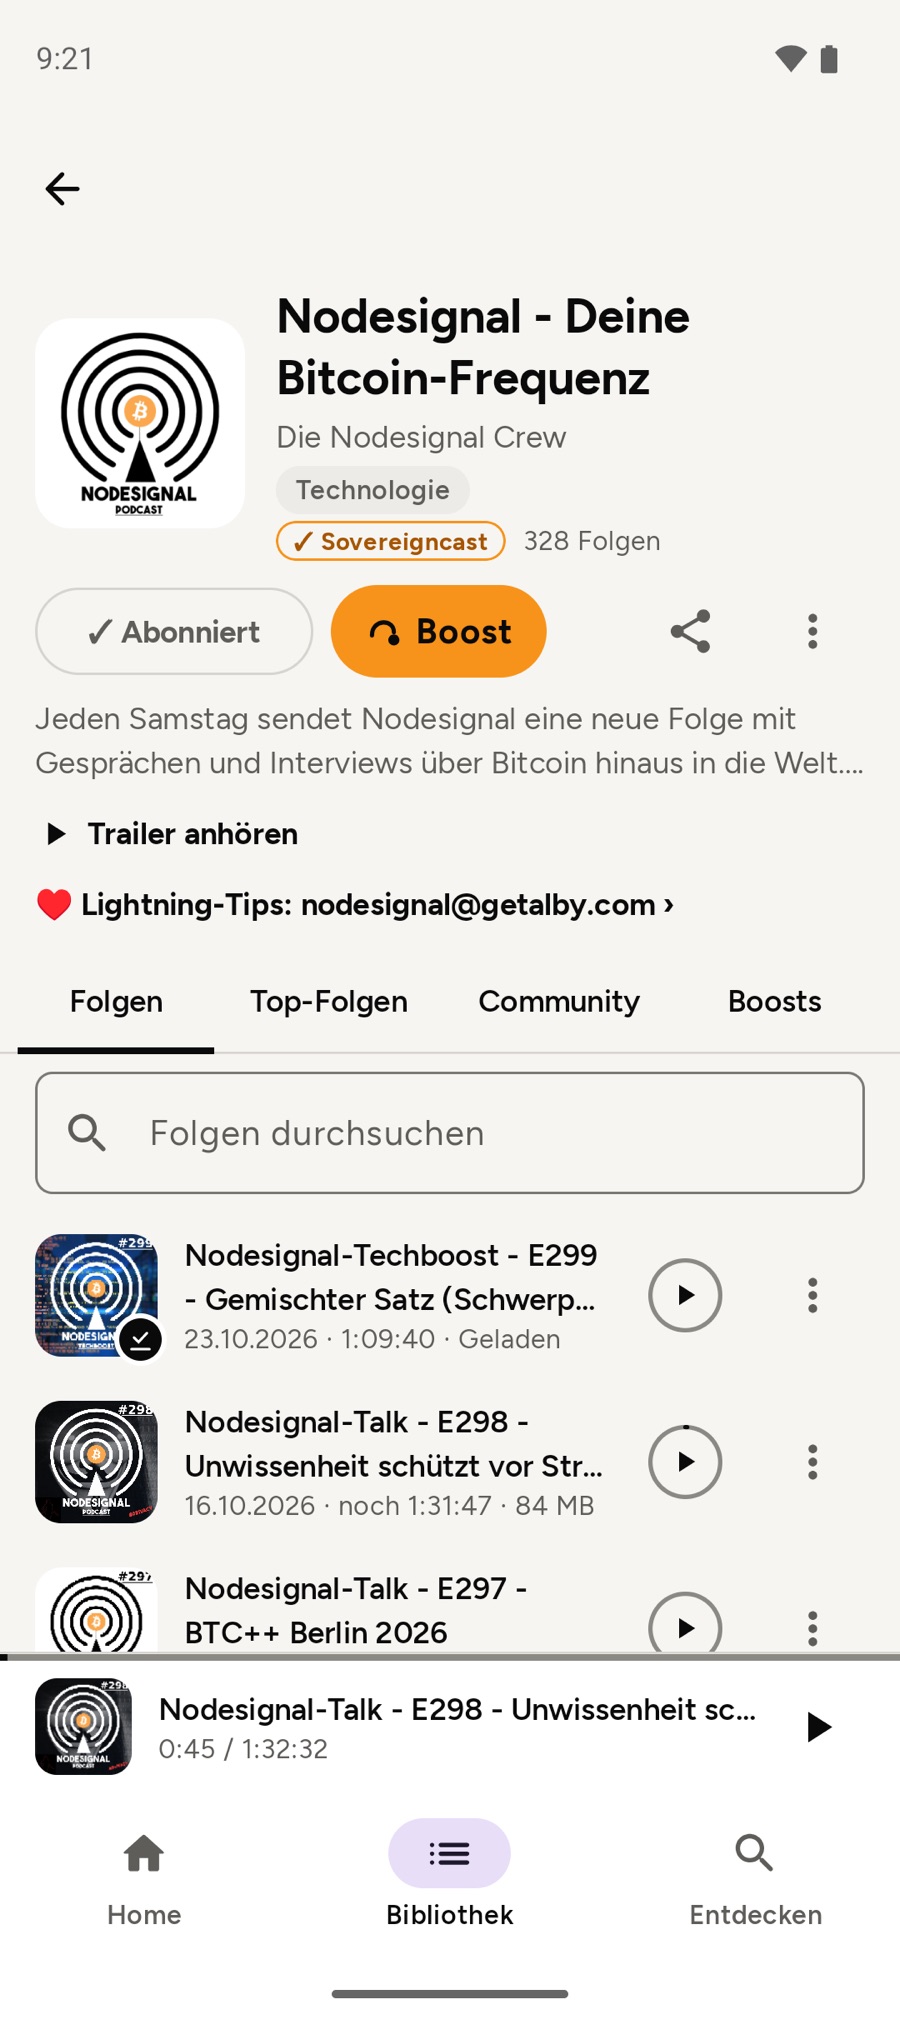 9:21
Nodesignal - Deine
Bitcoin-Frequenz
Die Nodesignal Crew
NODESIGNAL
PODCAST
Technologie
✓ Sovereigncast
328 Folgen
✓ Abonniert
Boost
Jeden Samstag sendet Nodesignal eine neue Folge mit
Gesprächen und Interviews über Bitcoin hinaus in die Welt....
Trailer anhören
❤️ Lightning-Tips: nodesignal@getalby.com ›
Folgen
Top-Folgen
Community
Boosts
Folgen durchsuchen
#299
Nodesignal-Techboost - E299
- Gemischter Satz (Schwerp...
23.10.2026 · 1:09:40 · Geladen
#298
NODESIGNAL
PODCAST
Nodesignal-Talk - E298 -
Unwissenheit schützt vor Str...
16.10.2026 · noch 1:31:47 · 84 MB
#297
Nodesignal-Talk - E297 -
BTC++ Berlin 2026
NODESIGNAL
Nodesignal-Talk - E298 - Unwissenheit sc...
0:45 / 1:32:32
Home
Bibliothek
Entdecken